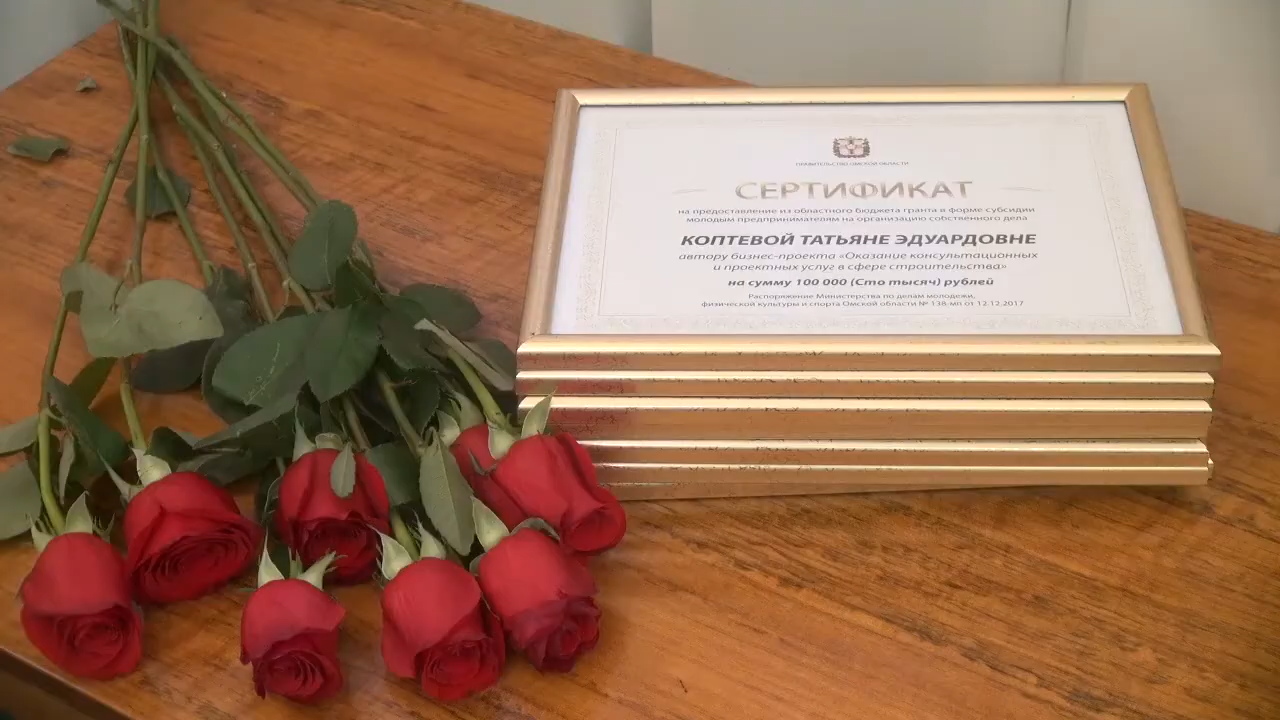 ПРАВИТЕЛЬСТВО ОМСКОЙ ОБЛАСТИ
СЕРТИФИКАТ
на предоставление из областного бюджета гранта в форме субсидии
молодым предпринимателям на организацию собственного дела
КОПТЕВОЙ ТАТЬЯНЕ ЭДУАРДОВНЕ
автору бизнес-проекта «Оказание консультационных
и проектных услуг в сфере строительства»
на сумму 100 000 (Сто тысяч) рублей
Распоряжение Министерства по делам молодежи,
физической культуры и спорта Омской области № 138-мп от 12.12.2017